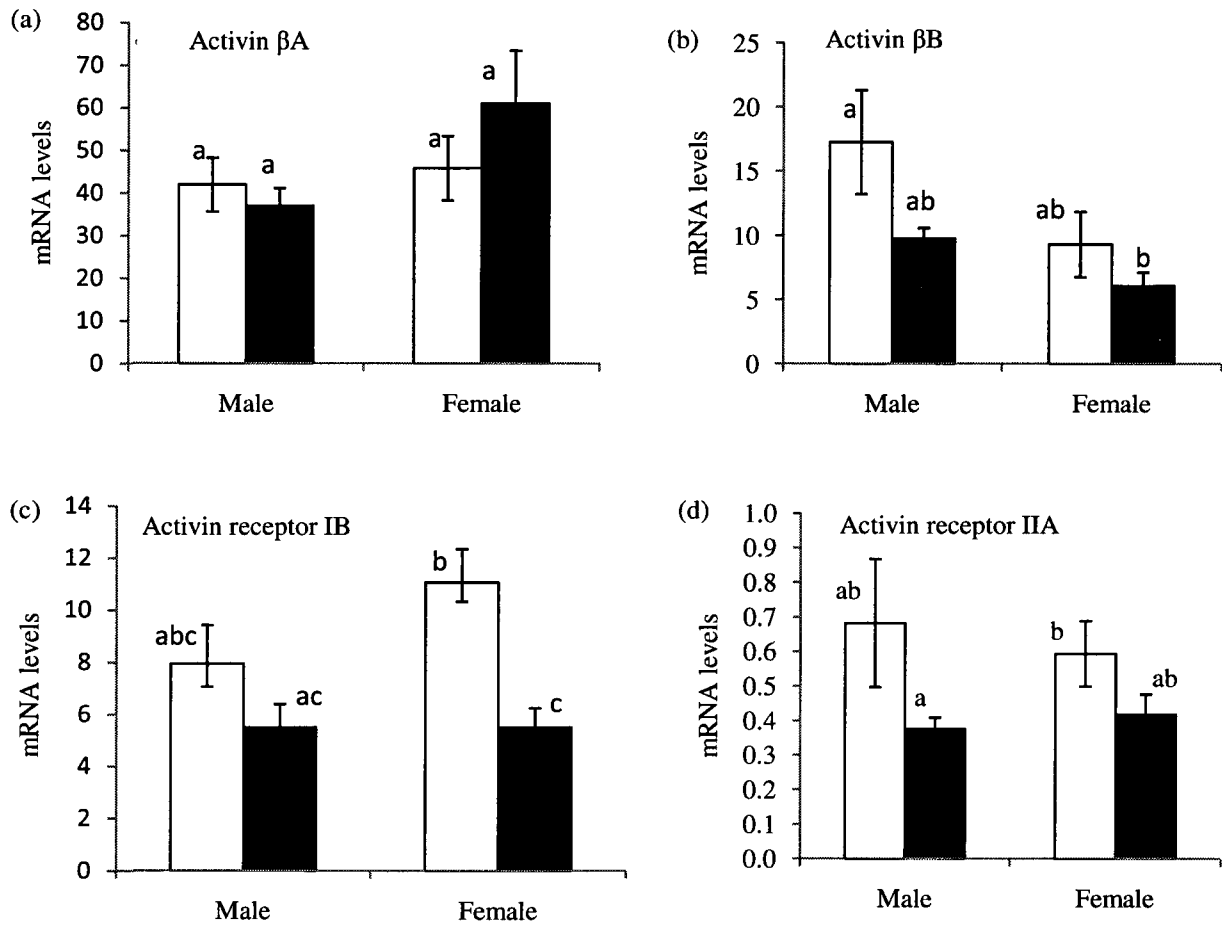 (a)
Activin βA
mRNA levels
80
70
60
50
40
30
20
10
0
a
a
a
a
Male
Female
(b)
Activin βB
mRNA levels
25
20
15
10
5
0
a
ab
ab
b
Male
Female
(c)
Activin receptor IB
mRNA levels
14
12
10
8
6
4
2
0
abc
ac
b
c
Male
Female
(d)
Activin receptor IIA
mRNA levels
1.0
0.9
0.8
0.7
0.6
0.5
0.4
0.3
0.2
0.1
0.0
ab
a
b
ab
Male
Female